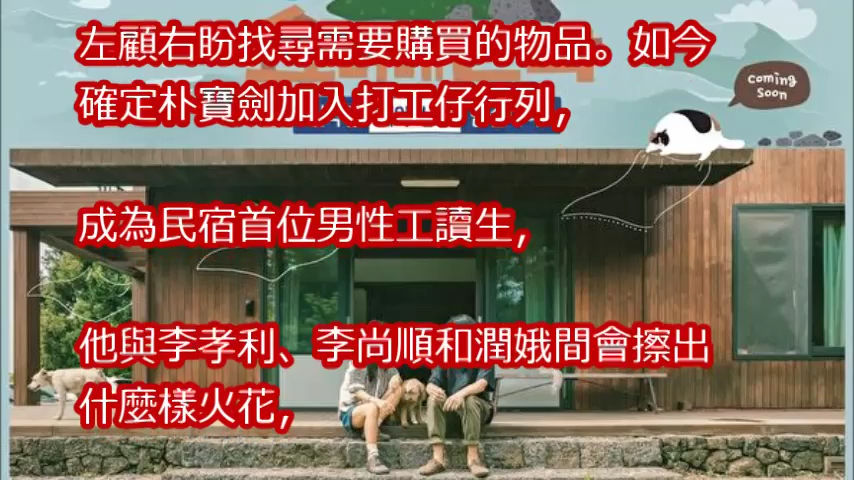 左顧右盼找尋需要購買的物品。如今
確定朴寶劍加入打工仔行列，
coming
soon
成為民宿首位男性工讀生，
他與李孝利、李尚順和潤娥間會擦出
什麼樣火花，